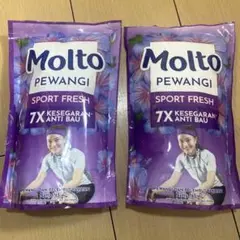 Molto
PEWANGI
SPORT FRESH
7X KESEGARAN
ANTI BAU
Molto
PEWANGI
SPORT FRESH
7X KESEGARAN
ANTI BAU